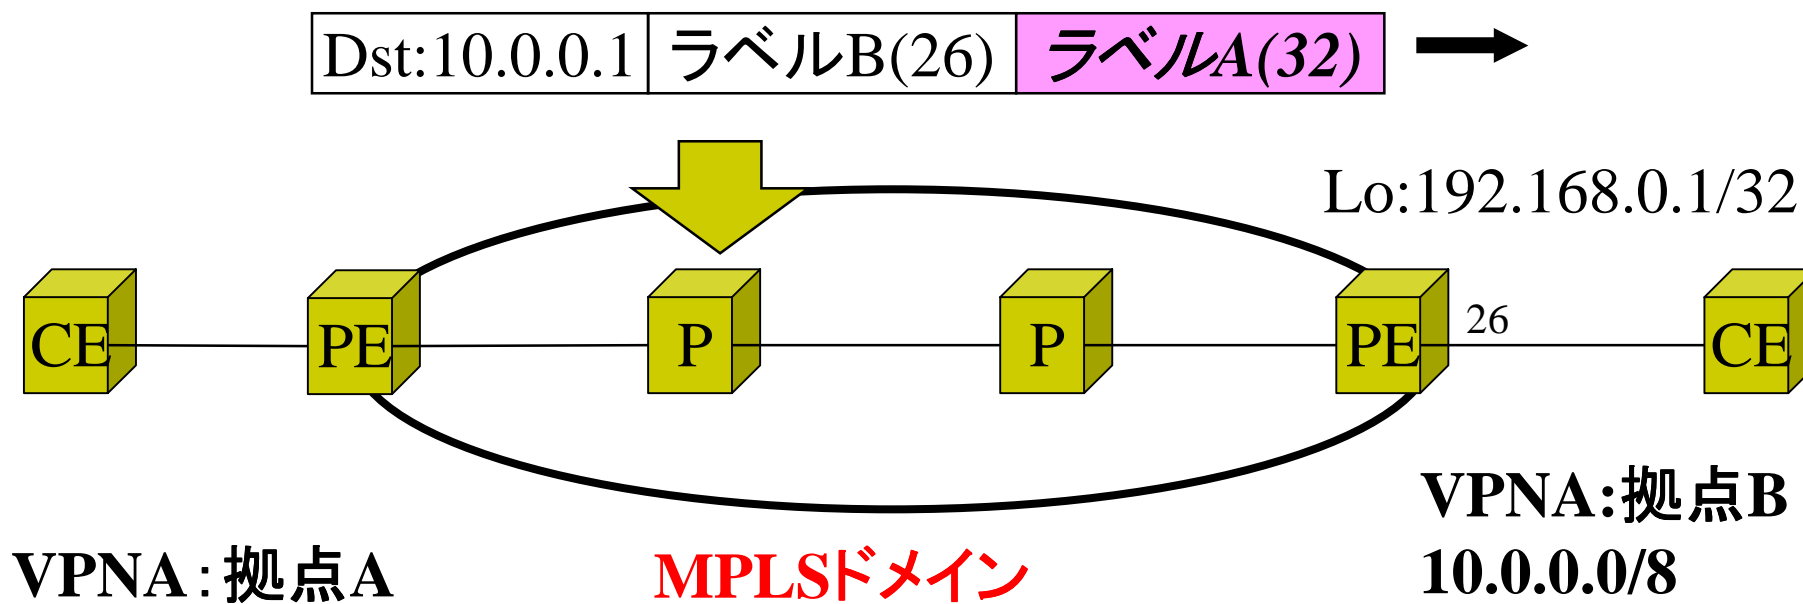 Dst:10.0.0.1 ラベルB(26) ラベルA(32)
Lo:192.168.0.1/32
CE PE P P PE 26 CE
VPNA:拠点B
10.0.0.0/8
VPNA:拠点A
MPLSドメイン